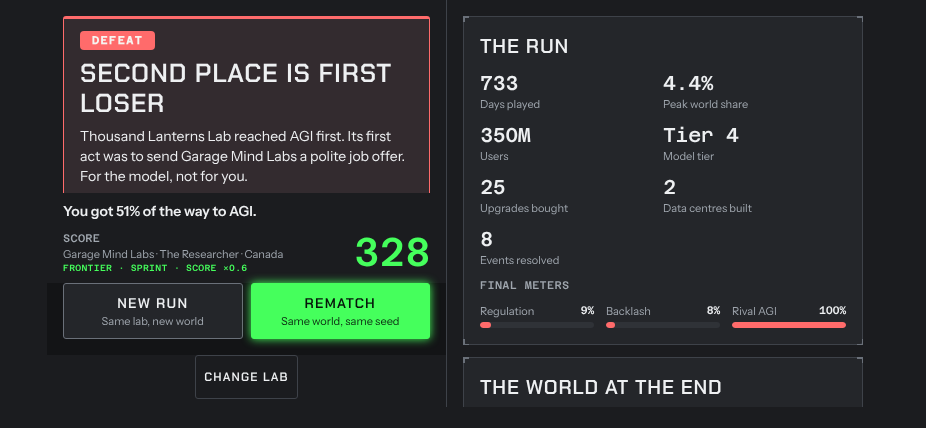 DEFEAT
SECOND PLACE IS FIRST
LOSER
Thousand Lanterns Lab reached AGI first. Its first
act was to send Garage Mind Labs a polite job offer.
For the model, not for you.
You got 51% of the way to AGI.
SCORE
Garage Mind Labs · The Researcher · Canada
FRONTIER · SPRINT · SCORE ×0.6
328
NEW RUN
Same lab, new world
REMATCH
Same world, same seed
CHANGE LAB
THE RUN
733
Days played
4.4%
Peak world share
350M
Users
Tier 4
Model tier
25
Upgrades bought
2
Data centres built
8
Events resolved
FINAL METERS
Regulation 9%
Backlash 8%
Rival AGI 100%
THE WORLD AT THE END